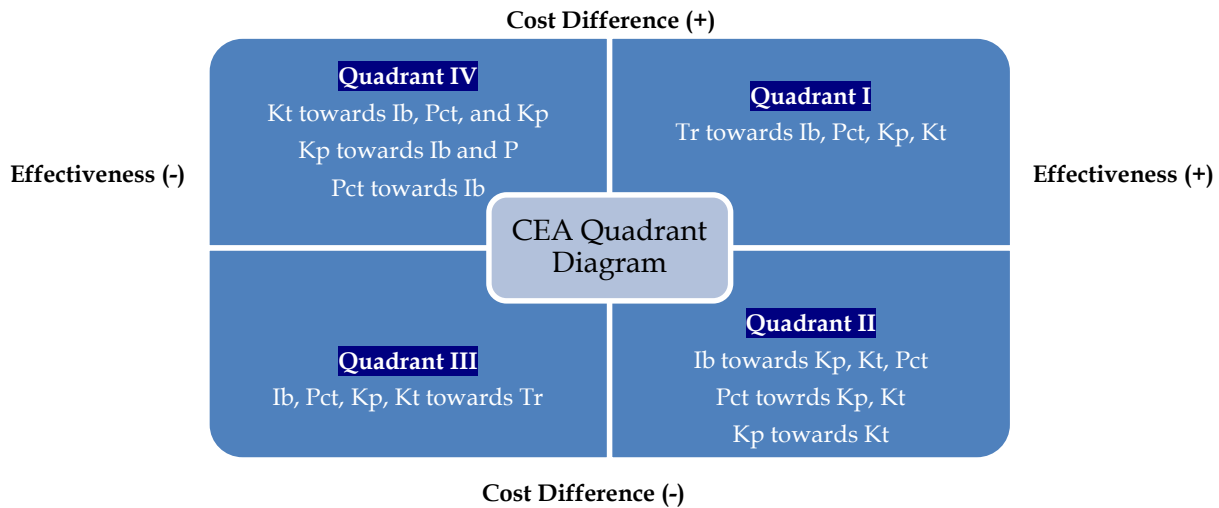 Cost Difference (+)
Quadrant IV
Kt towards Ib, Pct, and Kp
Kp towards Ib and P
Pct towards Ib
Quadrant I
Tr towards Ib, Pct, Kp, Kt
Effectiveness (-)
Effectiveness (+)
CEA Quadrant
Diagram
Quadrant III
Ib, Pct, Kp, Kt towards Tr
Quadrant II
Ib towards Kp, Kt, Pct
Pct towrds Kp, Kt
Kp towards Kt
Cost Difference (-)